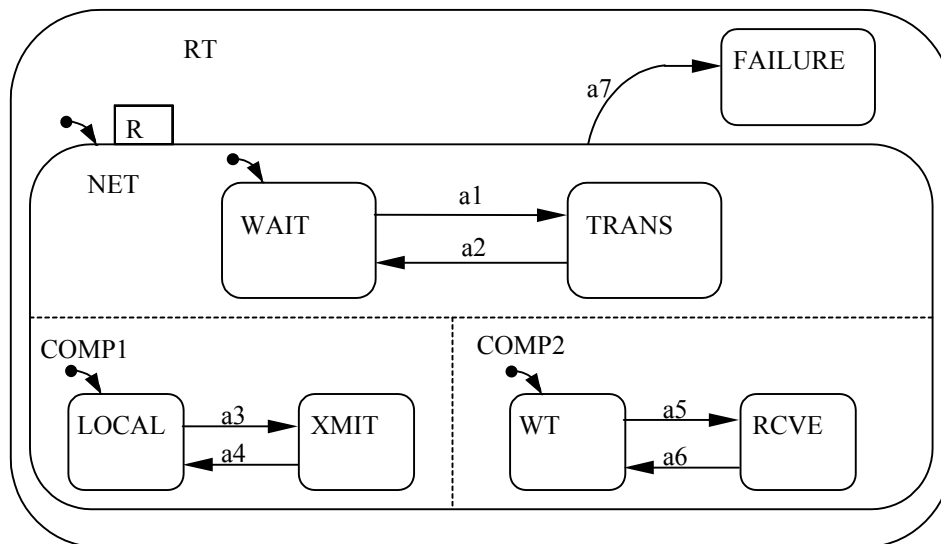 RT
FAILURE
a7
R
NET
WAIT
a1
TRANS
a2
COMP1
COMP2
LOCAL
a3
XMIT
a4
WT
a5
RCVE
a6